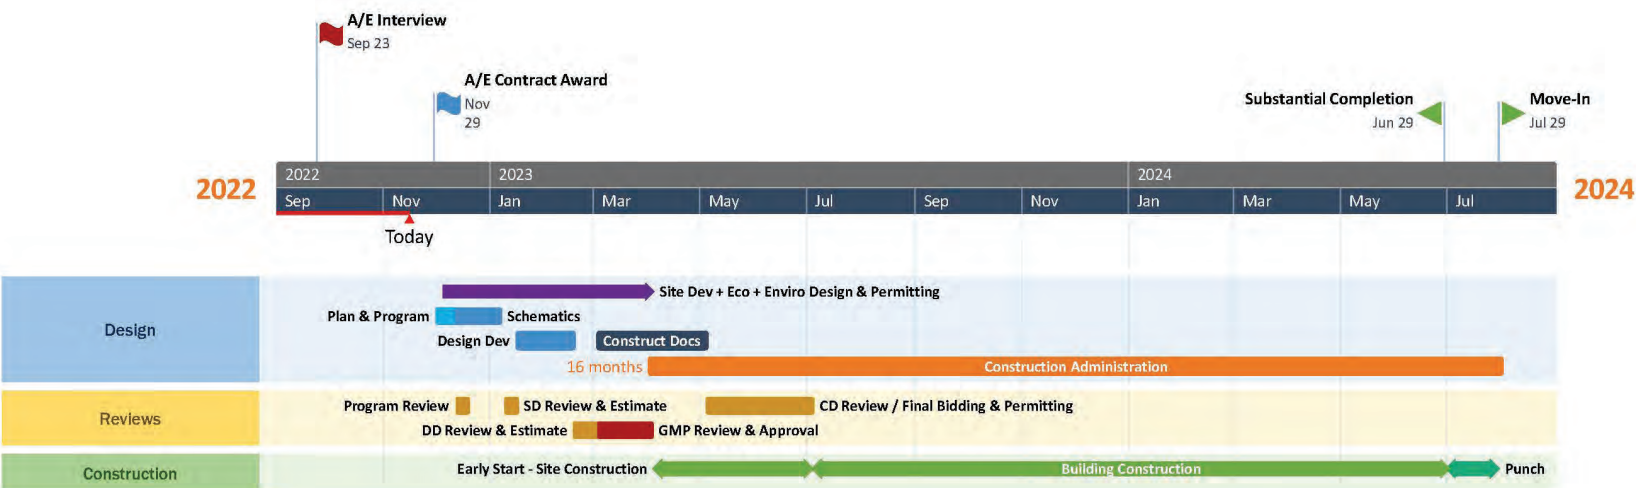 A/E Interview
Sep 23
A/E Contract Award
Nov
29
Substantial Completion
Jun 29
Move-In
Jul 29
2022 2023 2024
2022
2024
Sep Nov Jan Mar May Jul Sep Nov Jan Mar May Jul
Today
Design
Site Dev + Eco + Enviro Design & Permitting
Plan & Program Schematics
Design Dev Construct Docs
16 months Construction Administration
Reviews
Program Review SD Review & Estimate CD Review / Final Bidding & Permitting
DD Review & Estimate GMP Review & Approval
Construction
Early Start - Site Construction Building Construction Punch